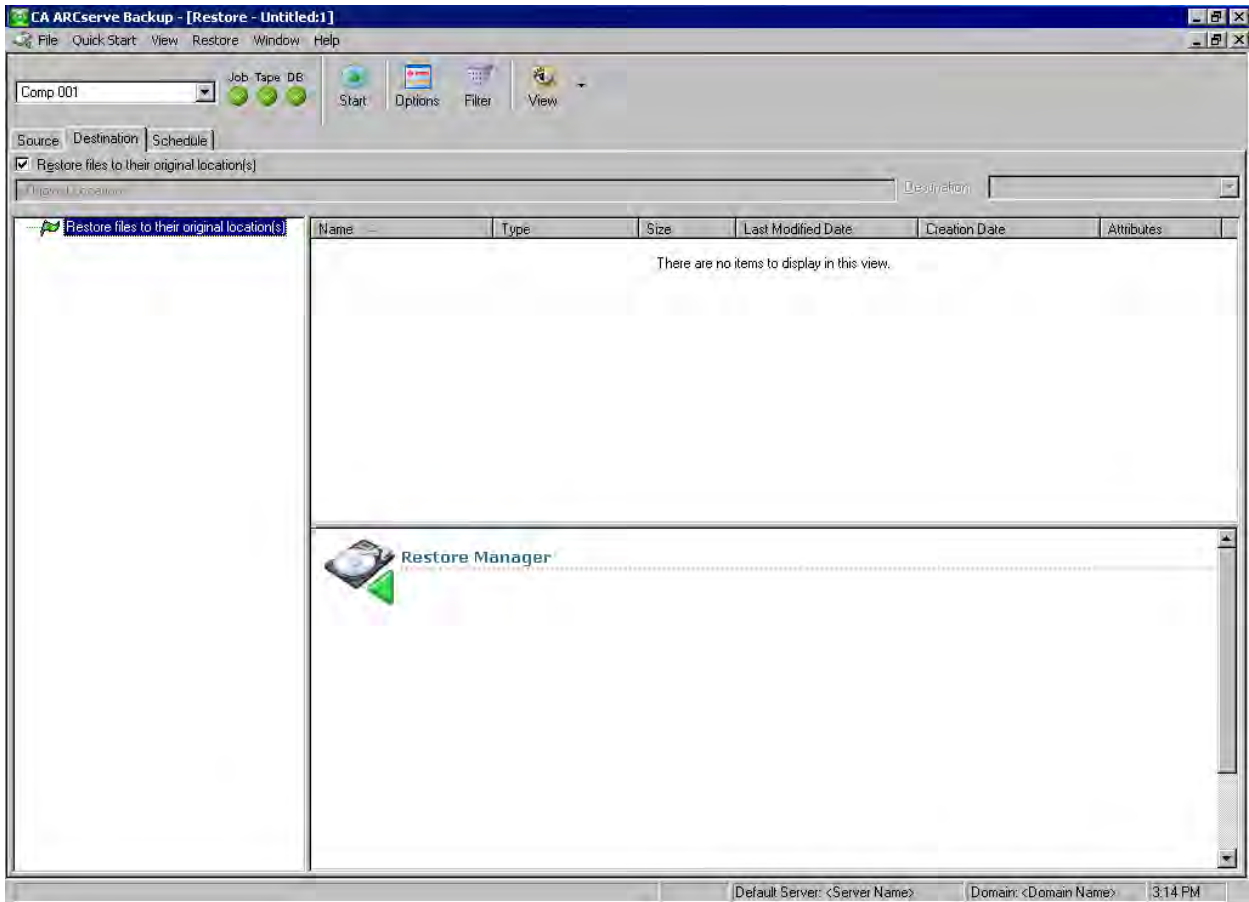 CA ARCserve Backup - [Restore - Untitled:1]
File Quick Start View Restore Window Help
Comp 001
Job Tape DB
Start Options Filter View
Source Destination Schedule
Restore files to their original location(s)
Original Location Destination
Restore files to their original location(s)
Name Type Size Last Modified Date Creation Date Attributes
There are no items to display in this view.
Restore Manager
Default Server: <Server Name> Domain: <Domain Name> 3:14 PM